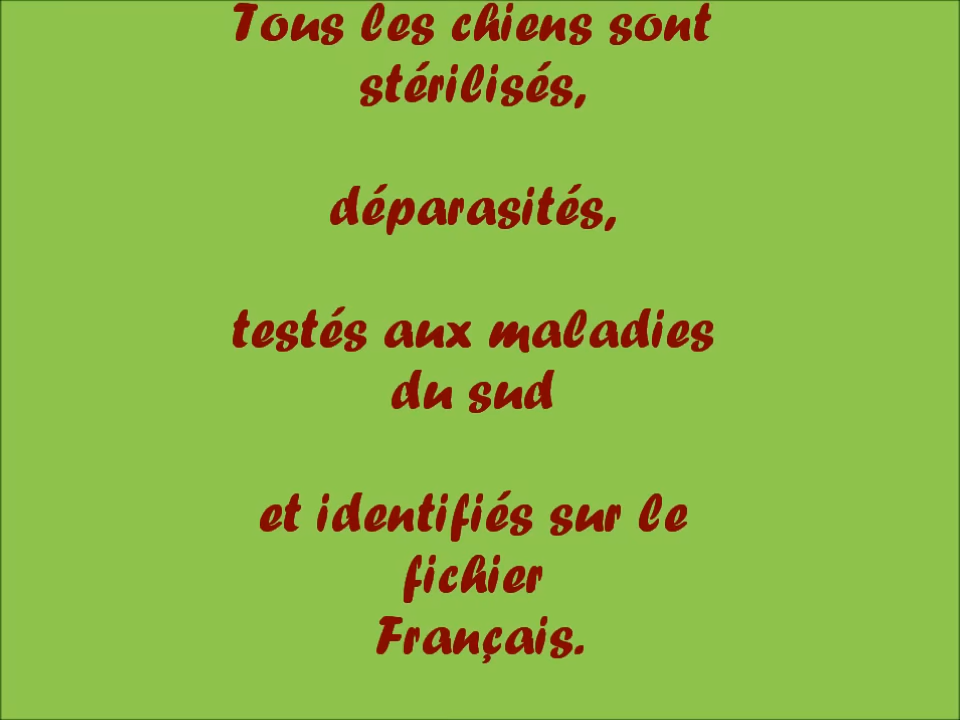 Tous les chiens sont
stérilisés,
déparasités,
testés aux maladies
du sud
et identifiés sur le
fichier
Français.